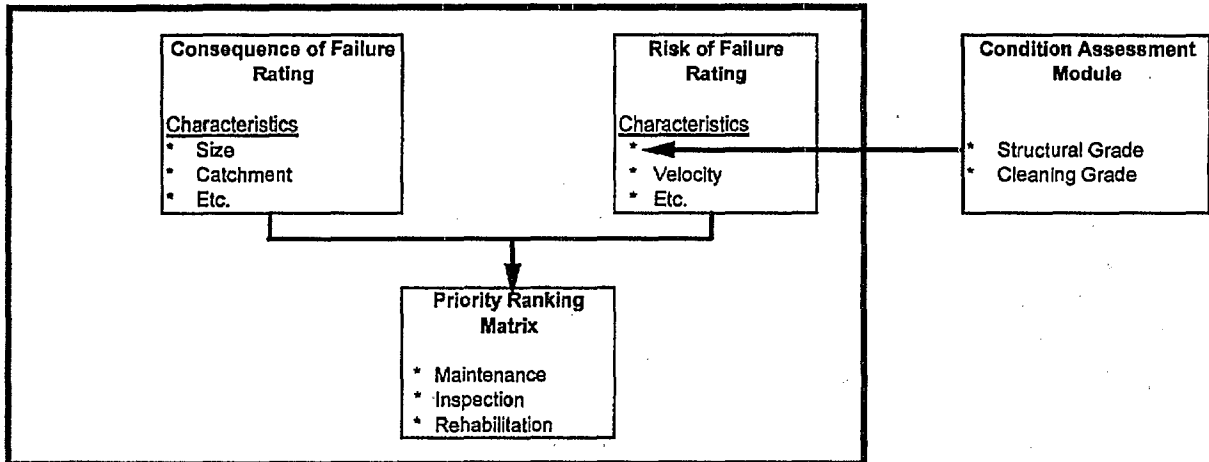 Consequence of Failure
Rating
Characteristics
* Size
* Catchment
* Etc.
Risk of Failure
Rating
Characteristics
*
* Velocity
* Etc.
Condition Assessment
Module
* Structural Grade
* Cleaning Grade
Priority Ranking
Matrix
* Maintenance
* Inspection
* Rehabilitation